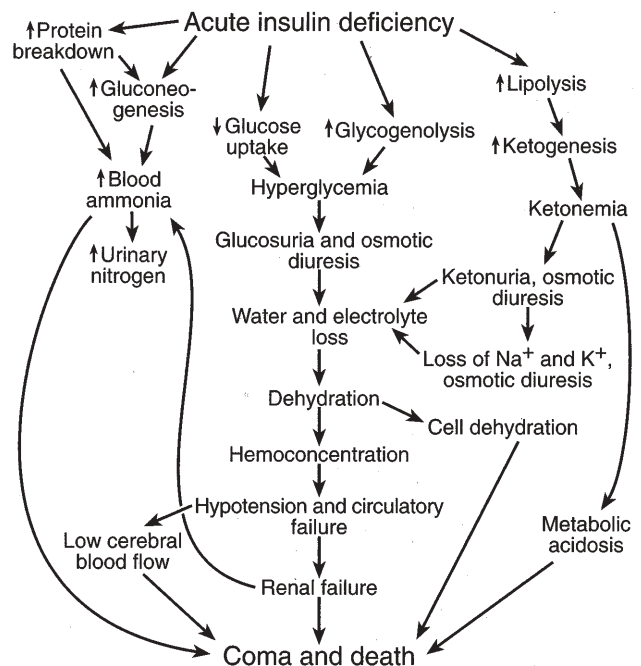 Acute insulin deficiency
↑Protein
breakdown
↑Gluconeo-
genesis
↓Glucose
uptake
↑Glycogenolysis
↑Lipolysis
↑Ketogenesis
↑Blood
ammonia
Hyperglycemia
Ketonemia
↑Urinary
nitrogen
Glucosuria and osmotic
diuresis
Ketonuria, osmotic
diuresis
Water and electrolyte
loss
Loss of Na⁺ and K⁺,
osmotic diuresis
Dehydration
Cell dehydration
Hemoconcentration
Hypotension and circulatory
failure
Low cerebral
blood flow
Metabolic
acidosis
Renal failure
Coma and death